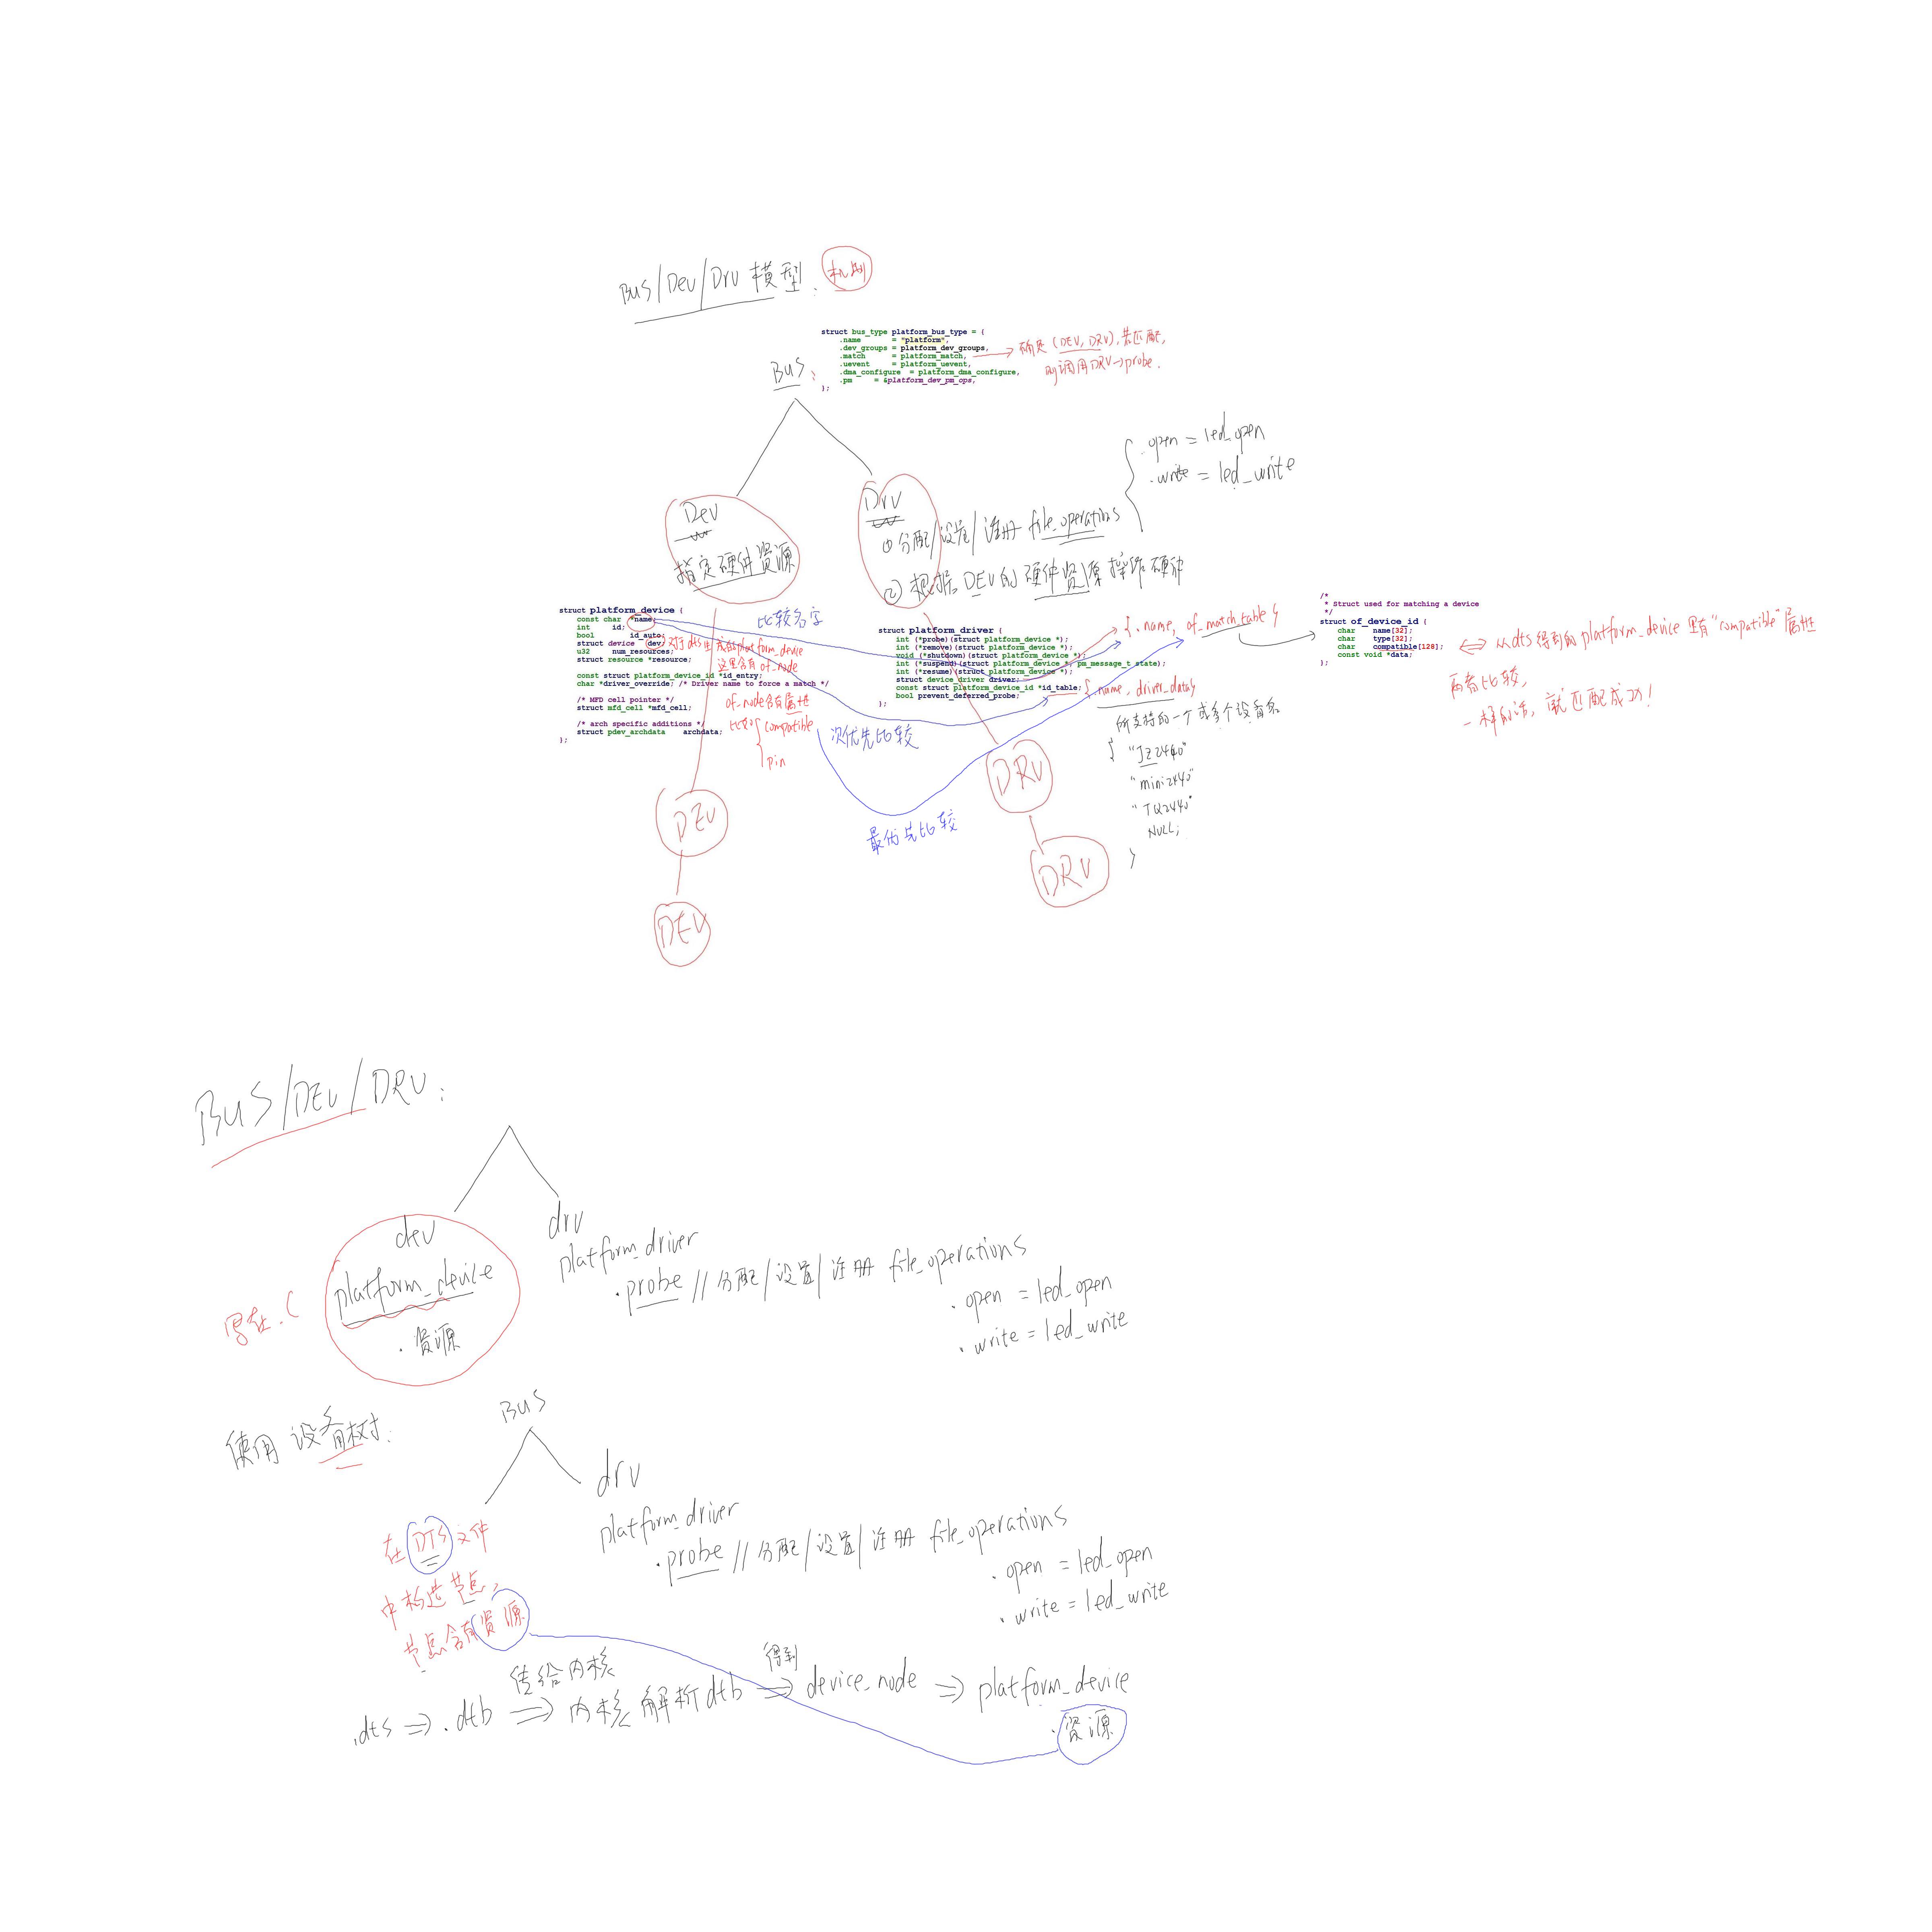 Bus/Dev/Drv 模型: 机制
struct bus_type platform_bus_type = {
.name = "platform",
.dev_groups = platform_dev_groups,
.match = platform_match,
.uevent = platform_uevent,
.dma_configure = platform_dma_configure,
.pm = &platform_dev_pm_ops,
};
确定(DEV, DRV), 若匹配,
则调用DRV→probe.
BUS:
Dev
指定硬件资源
Drv
①分配/设置/注册 file_operations
.open = led_open
.write = led_write
②根据DEV的硬件资源操作硬件
struct platform_device {
const char *name;
int id;
bool id_auto;
struct device dev;
u32 num_resources;
struct resource *resource;
const struct platform_device_id *id_entry;
char *driver_override; /* Driver name to force a match */
/* MFD cell pointer */
struct mfd_cell *mfd_cell;
/* arch specific additions */
struct pdev_archdata archdata;
};
对于dts生成的platform_device
这里含有of_node
of_node含有属性
比如{ compatible
pin
比较名字
次优先比较
最优先比较
struct platform_driver {
int (*probe)(struct platform_device *);
int (*remove)(struct platform_device *);
void (*shutdown)(struct platform_device *);
int (*suspend)(struct platform_device *, pm_message_t state);
int (*resume)(struct platform_device *);
struct device_driver driver;
const struct platform_device_id *id_table;
bool prevent_deferred_probe;
};
{.name, of_match_table}
{.name, driver_data}
所支持的一个或多个设备名
{ "JZ2440"
"mini2440"
"TQ2440"
NULL;
}
/*
* Struct used for matching a device
*/
struct of_device_id {
char name[32];
char type[32];
char compatible[128];
const void *data;
};
⇔ 从dts得到的platform_device里有"compatible"属性
两者比较,
一样的话, 就匹配成功!
DEV
DEV
DRV
DRV
BUS/DEV/DRV:
dev
platform_device
.资源
写在.C
drv
platform_driver
.probe // 分配/设置/注册 file_operations
.open = led_open
.write = led_write
使用设备树:
BUS
在DTS文件
中构造节点,
节点含有资源
drv
platform_driver
.probe // 分配/设置/注册 file_operations
.open = led_open
.write = led_write
传给内核
得到
.dts ⇒ .dtb ⇒ 内核解析dtb ⇒ device_node ⇒ platform_device
.资源